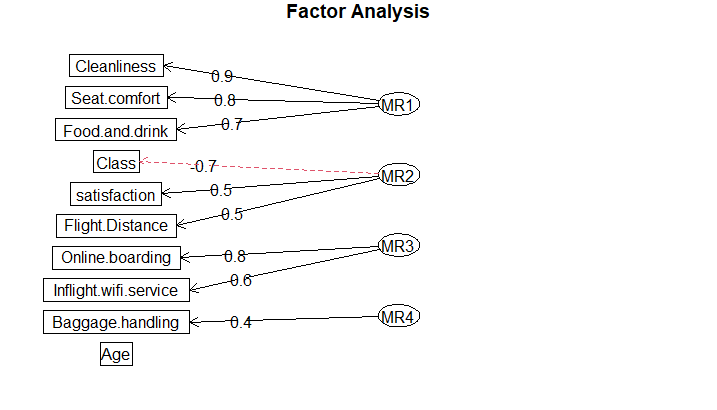 Factor Analysis
Cleanliness
0.9
Seat.comfort
0.8
MR1
Food.and.drink
0.7
Class
-0.7
MR2
satisfaction
0.5
Flight.Distance
0.5
Online.boarding
0.8
MR3
Inflight.wifi.service
0.6
Baggage.handling
0.4
MR4
Age